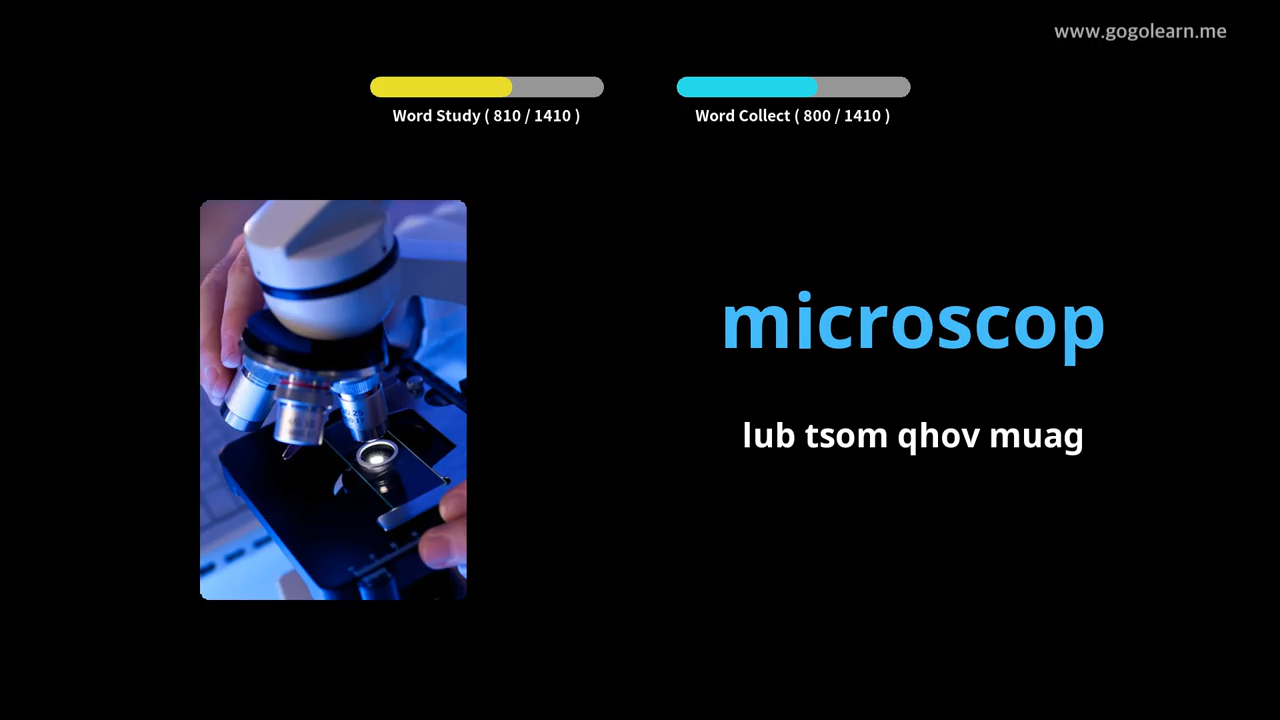 www.gogolearn.me
Word Study ( 810 / 1410 )
Word Collect ( 800 / 1410 )
microscop
lub tsom qhov muag